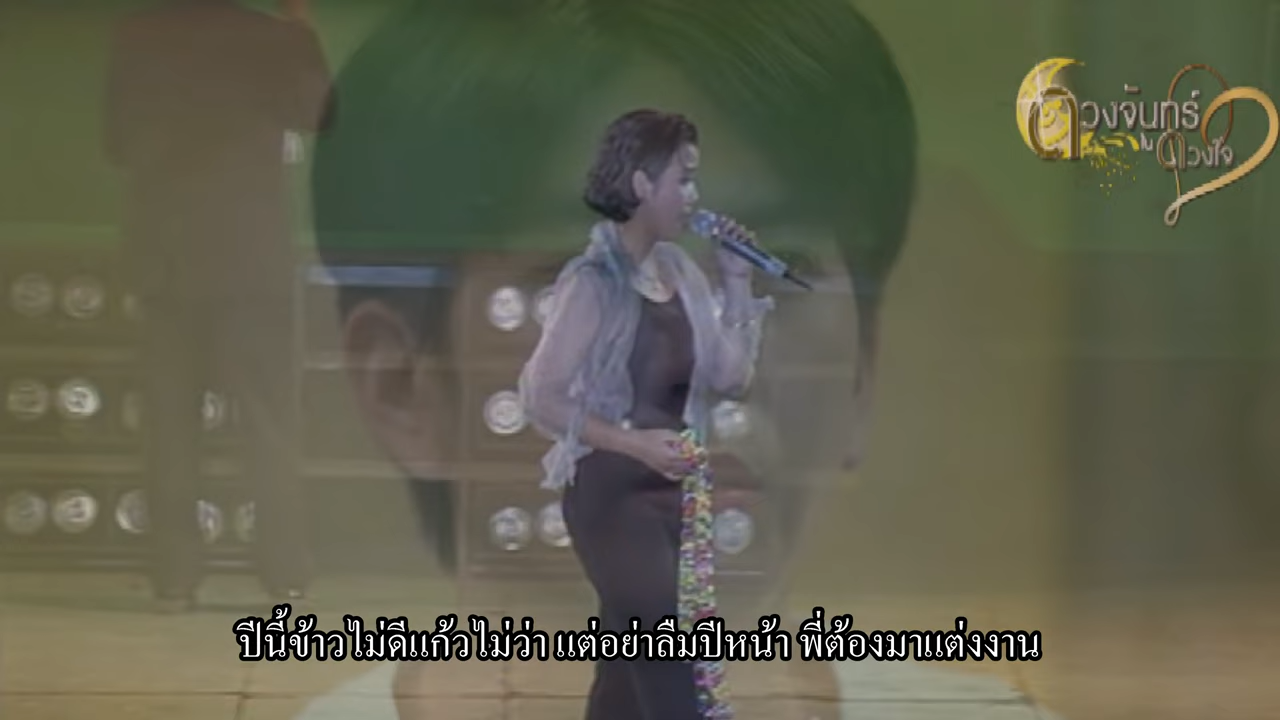 ดวงจันทร์
ใน ดวงใจ
ปีนี้ข้าวไม่ดีแก้วไม่ว่า แต่อย่าลืมปีหน้า พี่ต้องมาแต่งงาน